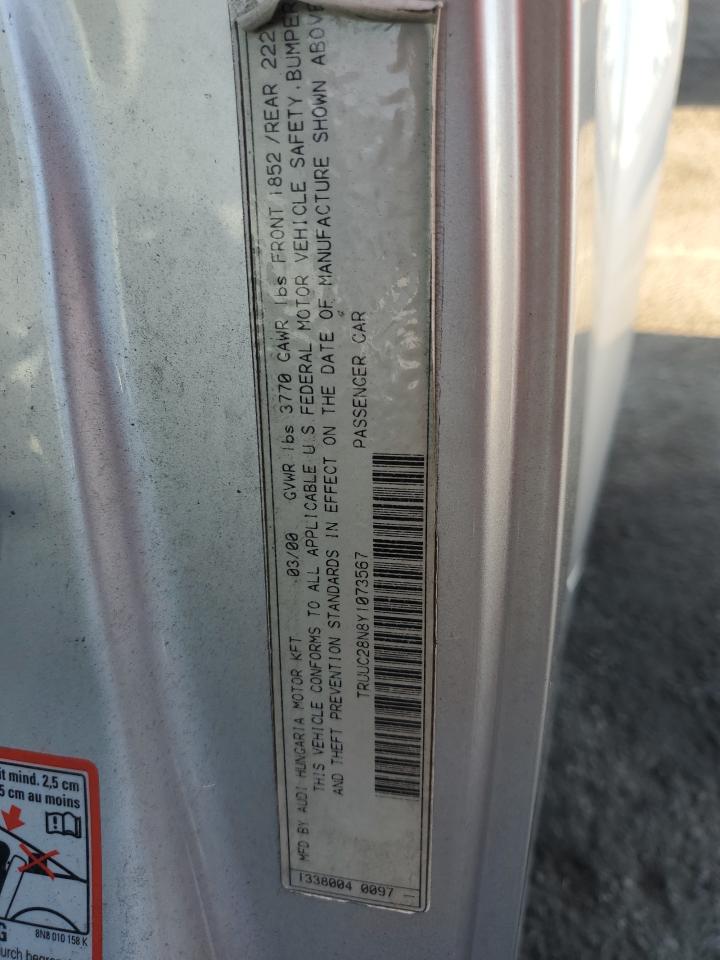 MFD BY AUDI HUNGARIA MOTOR KFT 03/00 GVWR lbs 3770 GAWR lbs FRONT 1852 /REAR 222
THIS VEHICLE CONFORMS TO ALL APPLICABLE U.S. FEDERAL MOTOR VEHICLE SAFETY, BUMPER
AND THEFT PREVENTION STANDARDS IN EFFECT ON THE DATE OF MANUFACTURE SHOWN ABOVE
TRUUC28N8Y1073567 PASSENGER CAR
1338004 0097
it mind. 2,5 cm
5 cm au moins
8N8 010 158 K